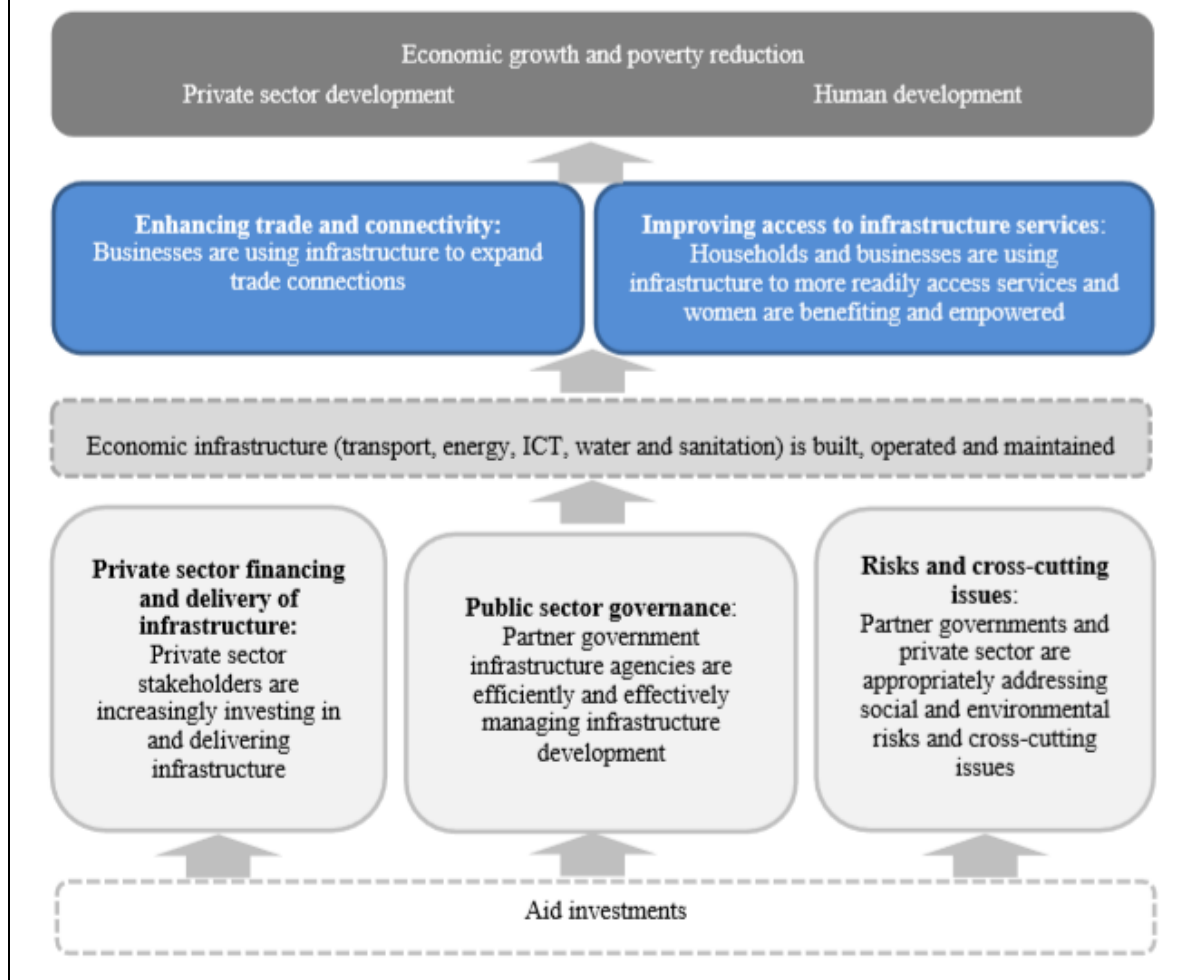 Economic growth and poverty reduction
Private sector development Human development
Enhancing trade and connectivity:
Businesses are using infrastructure to expand
trade connections
Improving access to infrastructure services:
Households and businesses are using
infrastructure to more readily access services and
women are benefiting and empowered
Economic infrastructure (transport, energy, ICT, water and sanitation) is built, operated and maintained
Private sector financing
and delivery of
infrastructure:
Private sector
stakeholders are
increasingly investing in
and delivering
infrastructure
Public sector governance:
Partner government
infrastructure agencies are
efficiently and effectively
managing infrastructure
development
Risks and cross-cutting
issues:
Partner governments and
private sector are
appropriately addressing
social and environmental
risks and cross-cutting
issues
Aid investments